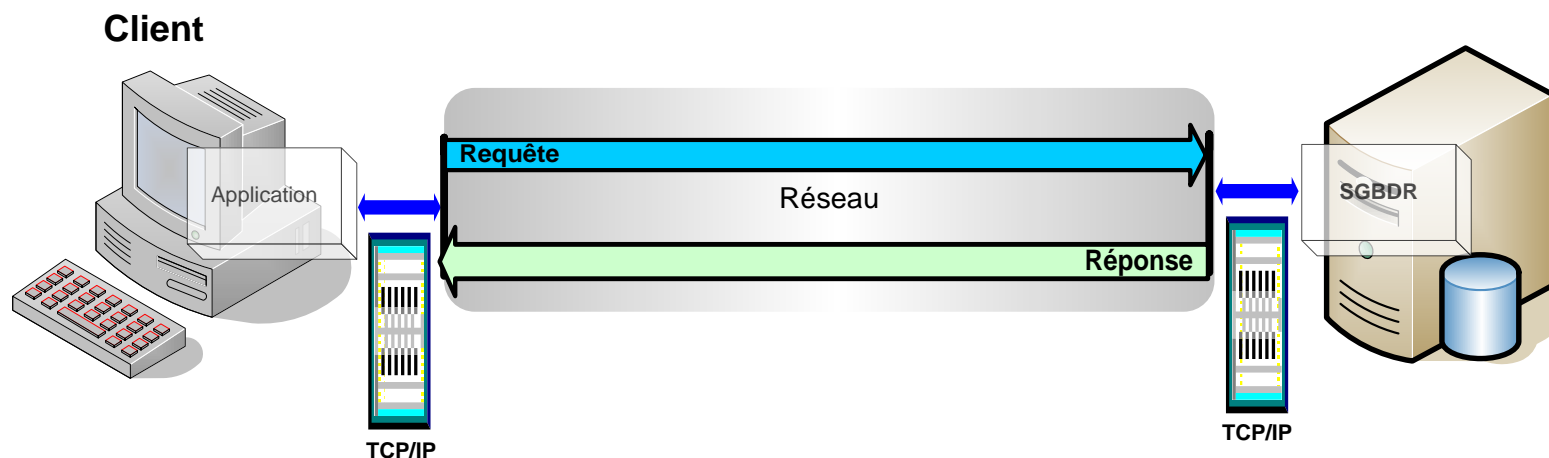 Client
Requête
Application
Réseau
SGBDR
Réponse
TCP/IP
TCP/IP